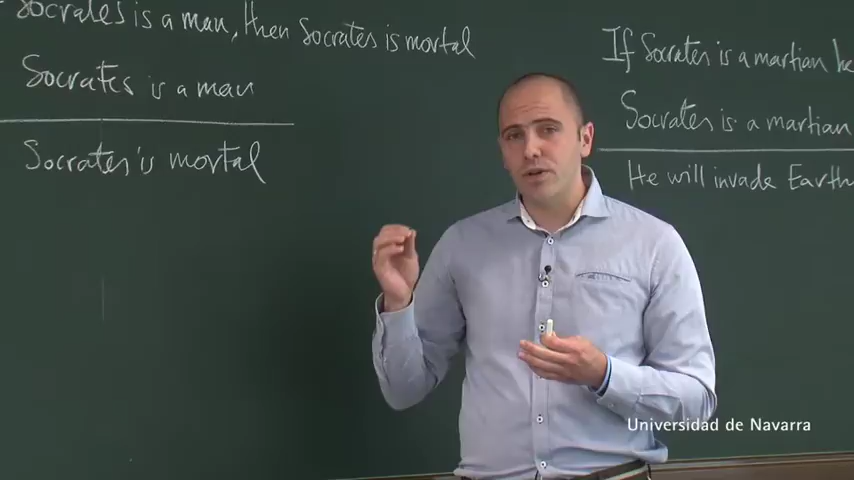 Socrates is a man, then Socrates is mortal
Socrates is a man
Socrates is mortal
If Socrates is a martian he
Socrates is a martian
He will invade Earth
Universidad de Navarra